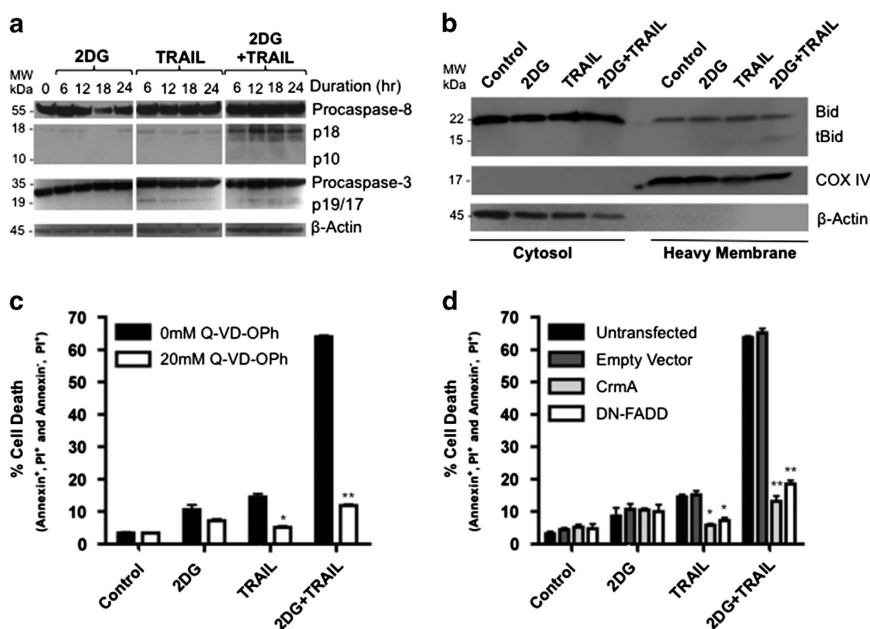 a
2DG TRAIL 2DG +TRAIL
MW kDa
0 6 12 18 24 6 12 18 24 6 12 18 24 Duration (hr)
55 Procaspase-8
18 p18
10 p10
35 Procaspase-3
19 p19/17
45 β-Actin
b
MW kDa
Control 2DG TRAIL 2DG+TRAIL Control 2DG TRAIL 2DG+TRAIL
22 Bid
15 tBid
17 COX IV
45 β-Actin
Cytosol Heavy Membrane
c
% Cell Death
(Annexin⁺, PI⁺ and Annexin⁻, PI⁺)
70
60
50
40
30
20
10
0
0mM Q-VD-OPh
20mM Q-VD-OPh
* **
Control 2DG TRAIL 2DG+TRAIL
d
% Cell Death
(Annexin⁺, PI⁺ and Annexin⁻, PI⁺)
70
60
50
40
30
20
10
0
Untransfected
Empty Vector
CrmA
DN-FADD
* * ** **
Control 2DG TRAIL 2DG+TRAIL